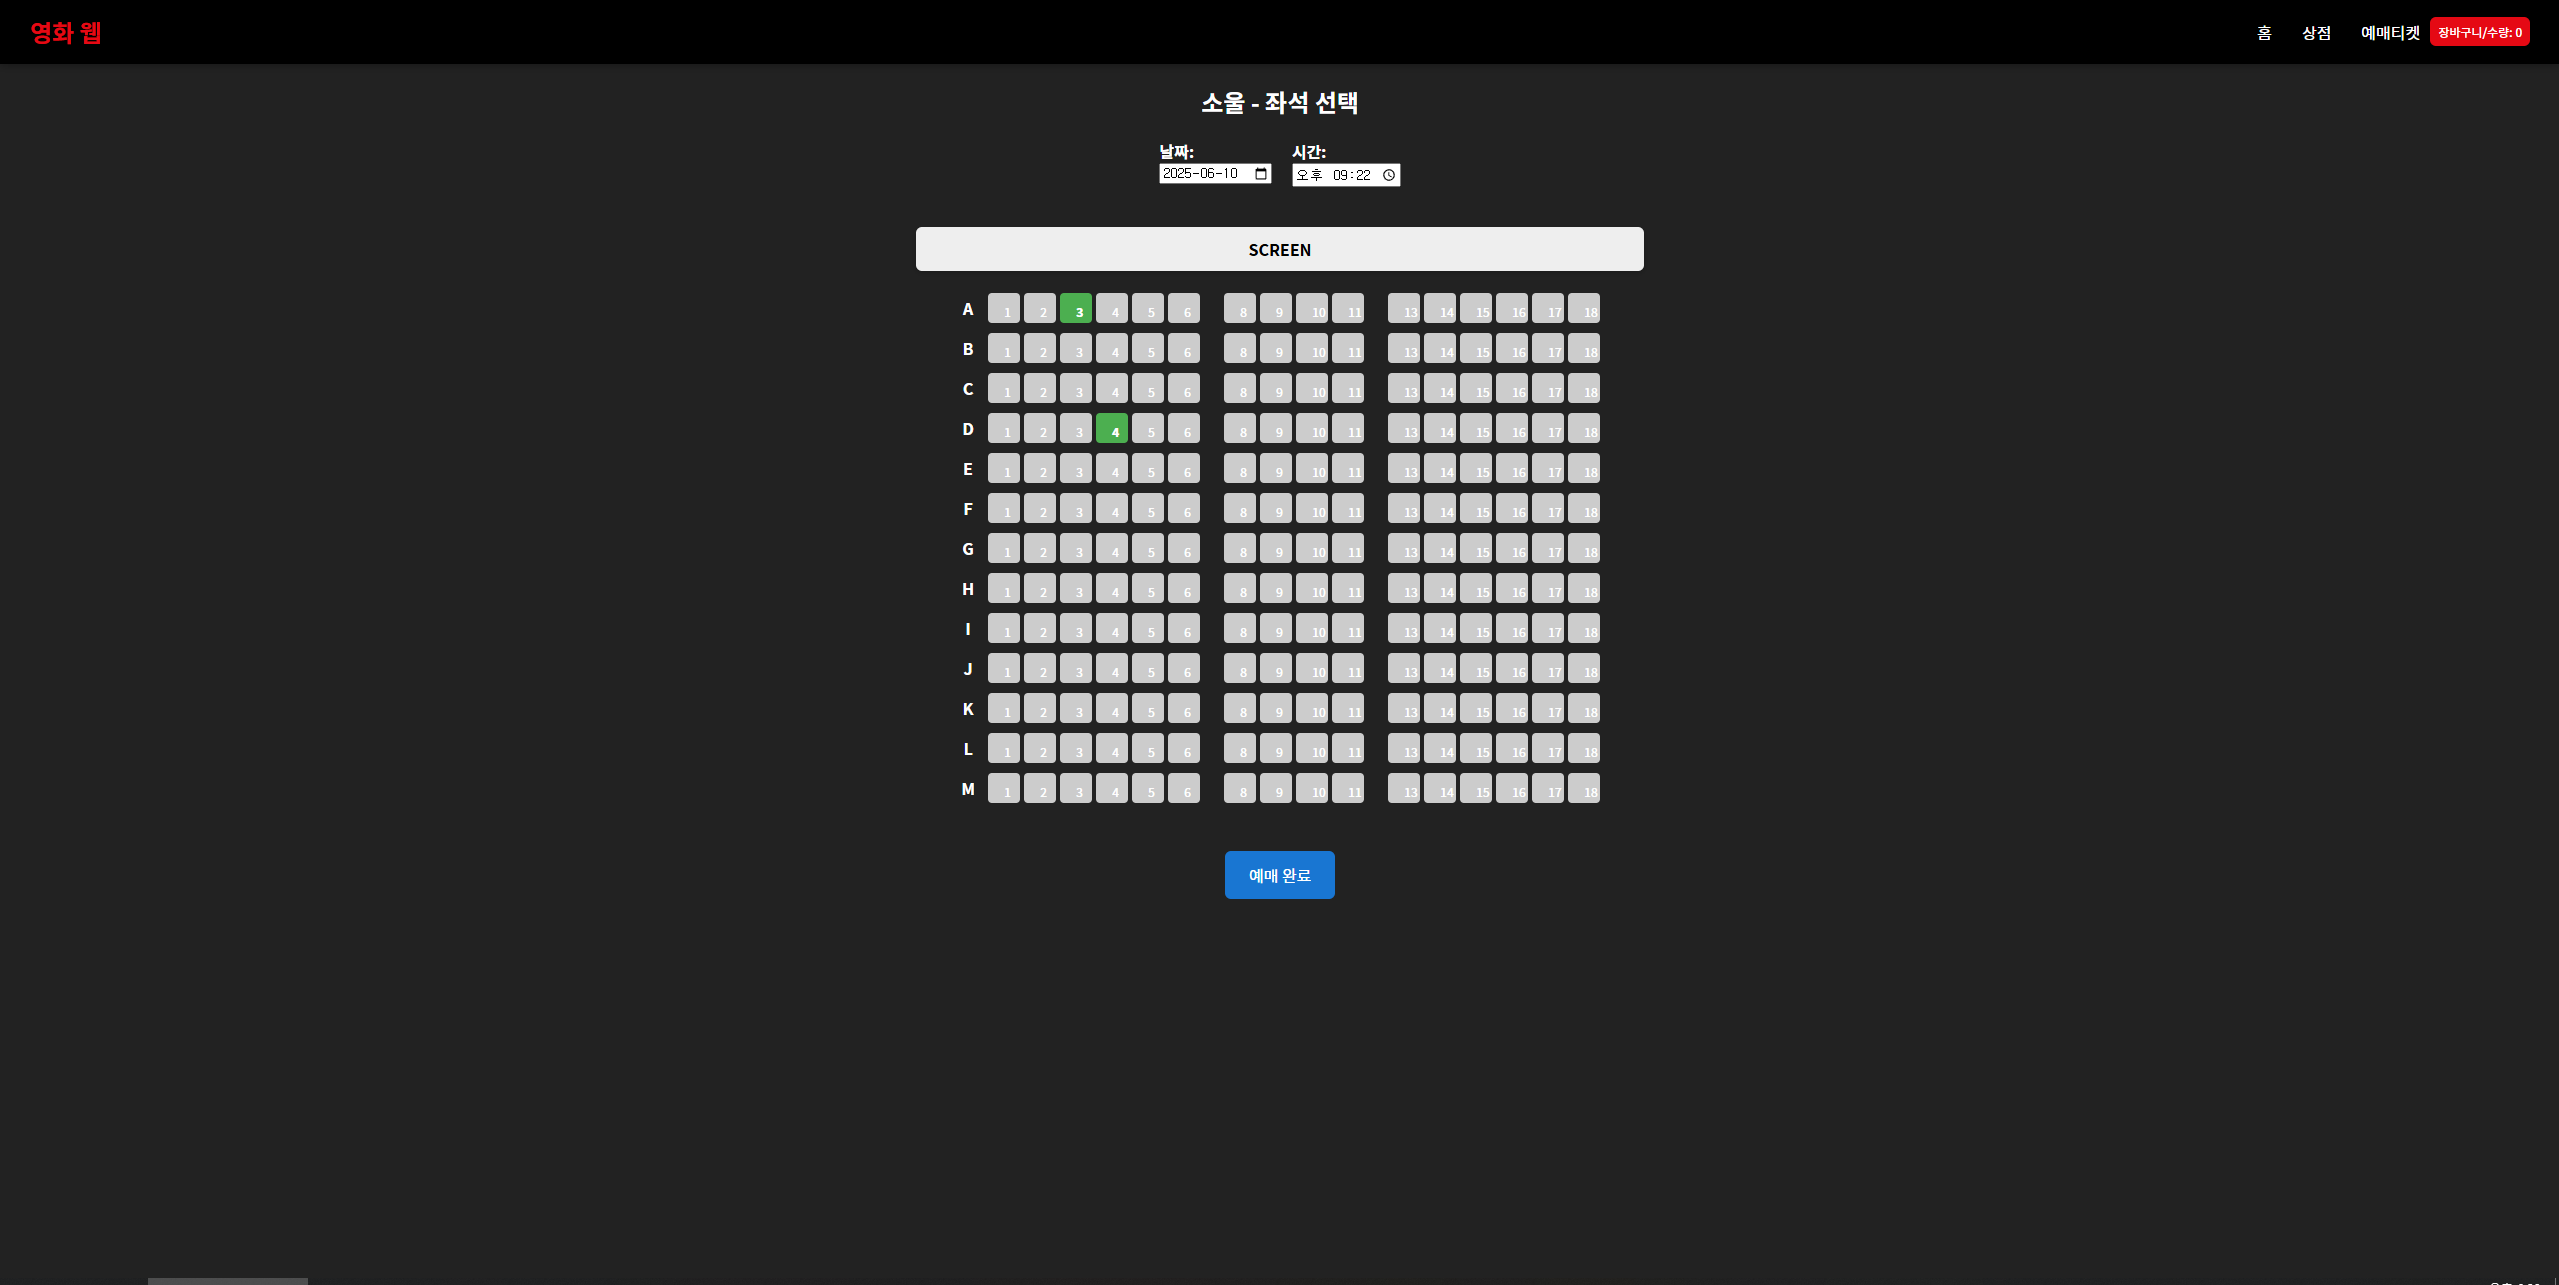 영화 웹
홈 상점 예매티켓 장바구니/수량: 0
소울 - 좌석 선택
날짜: 시간:
2025-06-10 오후 09:22
SCREEN
A 1 2 3 4 5 6 8 9 10 11 13 14 15 16 17 18
B 1 2 3 4 5 6 8 9 10 11 13 14 15 16 17 18
C 1 2 3 4 5 6 8 9 10 11 13 14 15 16 17 18
D 1 2 3 4 5 6 8 9 10 11 13 14 15 16 17 18
E 1 2 3 4 5 6 8 9 10 11 13 14 15 16 17 18
F 1 2 3 4 5 6 8 9 10 11 13 14 15 16 17 18
G 1 2 3 4 5 6 8 9 10 11 13 14 15 16 17 18
H 1 2 3 4 5 6 8 9 10 11 13 14 15 16 17 18
I 1 2 3 4 5 6 8 9 10 11 13 14 15 16 17 18
J 1 2 3 4 5 6 8 9 10 11 13 14 15 16 17 18
K 1 2 3 4 5 6 8 9 10 11 13 14 15 16 17 18
L 1 2 3 4 5 6 8 9 10 11 13 14 15 16 17 18
M 1 2 3 4 5 6 8 9 10 11 13 14 15 16 17 18
예매 완료